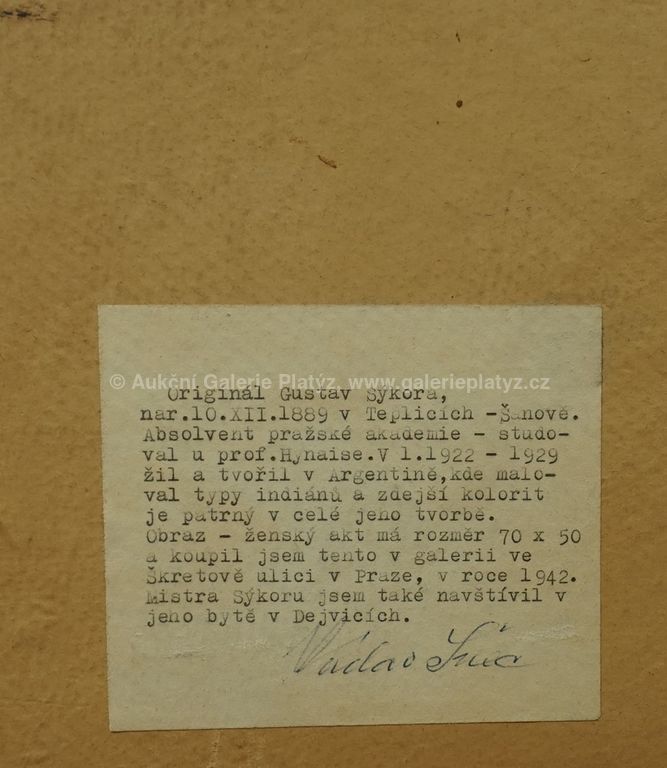 © Aukční Galerie Platýz, www.galerieplatyz.cz
Originál Gustav Sýkora,
nar.10.XII.1889 v Teplicích -Šanově.
Absolvent pražské akademie - studo-
val u prof.Hynaise.V l.1922 - 1929
žil a tvořil v Argentině,kde malo-
val typy indiánů a zdejší kolorit
je patrný v celé jeho tvorbě.
Obraz - ženský akt má rozměr 70 x 50
a koupil jsem tento v galerii ve
Škretově ulici v Praze, v roce 1942.
Mistra Sýkoru jsem také navštívil v
jeho bytě v Dejvicích.
Václav